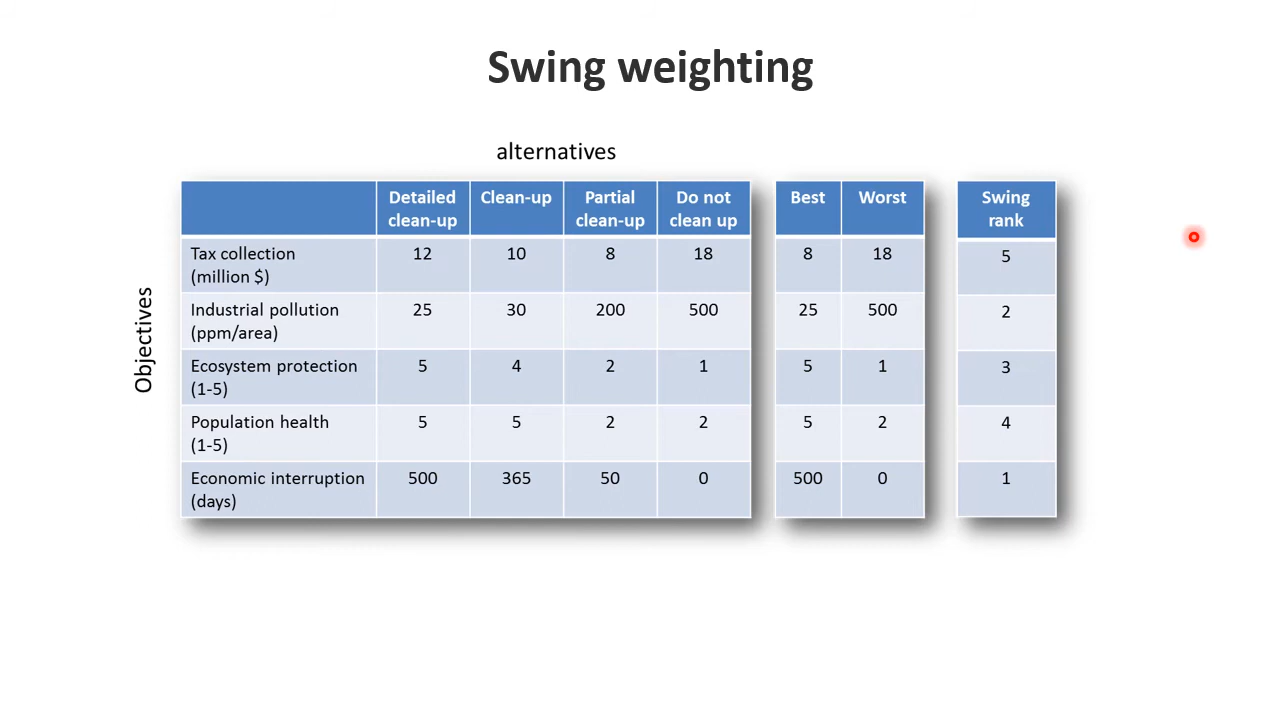 Swing weighting
alternatives
Objectives
Detailed clean-up Clean-up Partial clean-up Do not clean up Best Worst Swing rank
Tax collection (million $) 12 10 8 18 8 18 5
Industrial pollution (ppm/area) 25 30 200 500 25 500 2
Ecosystem protection (1-5) 5 4 2 1 5 1 3
Population health (1-5) 5 5 2 2 5 2 4
Economic interruption (days) 500 365 50 0 500 0 1